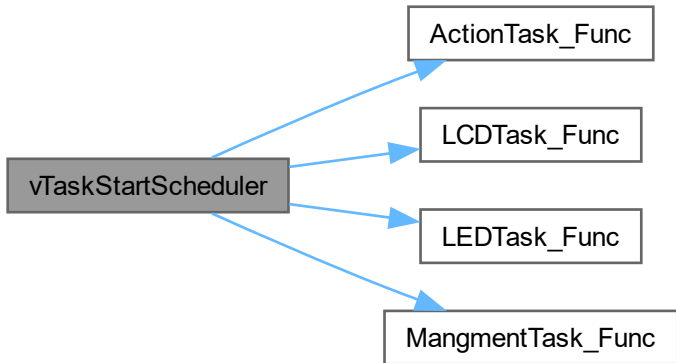 ActionTask_Func
LCDTask_Func
vTaskStartScheduler
LEDTask_Func
MangmentTask_Func